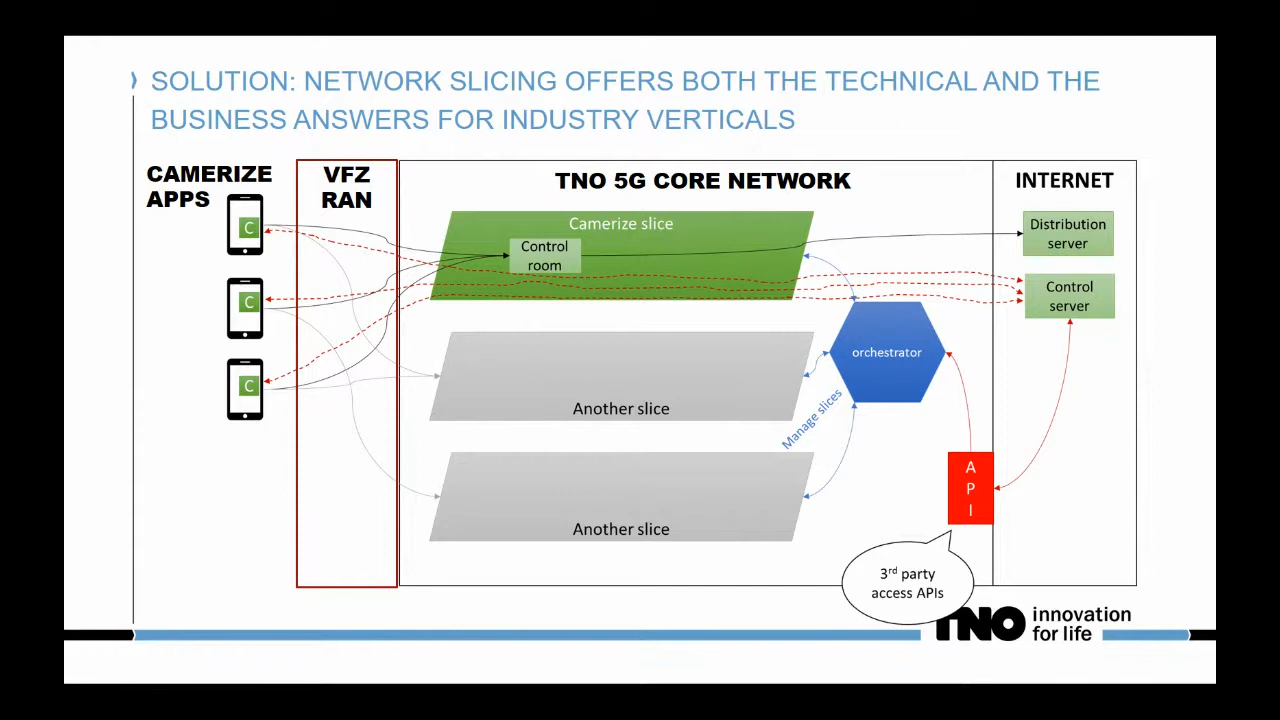 SOLUTION: NETWORK SLICING OFFERS BOTH THE TECHNICAL AND THE
BUSINESS ANSWERS FOR INDUSTRY VERTICALS
CAMERIZE
APPS
VFZ
RAN
TNO 5G CORE NETWORK
INTERNET
C
C
C
Camerize slice
Control
room
Another slice
Another slice
orchestrator
Manage slices
Distribution
server
Control
server
A
P
I
3rd party
access APIs
TNO innovation
for life